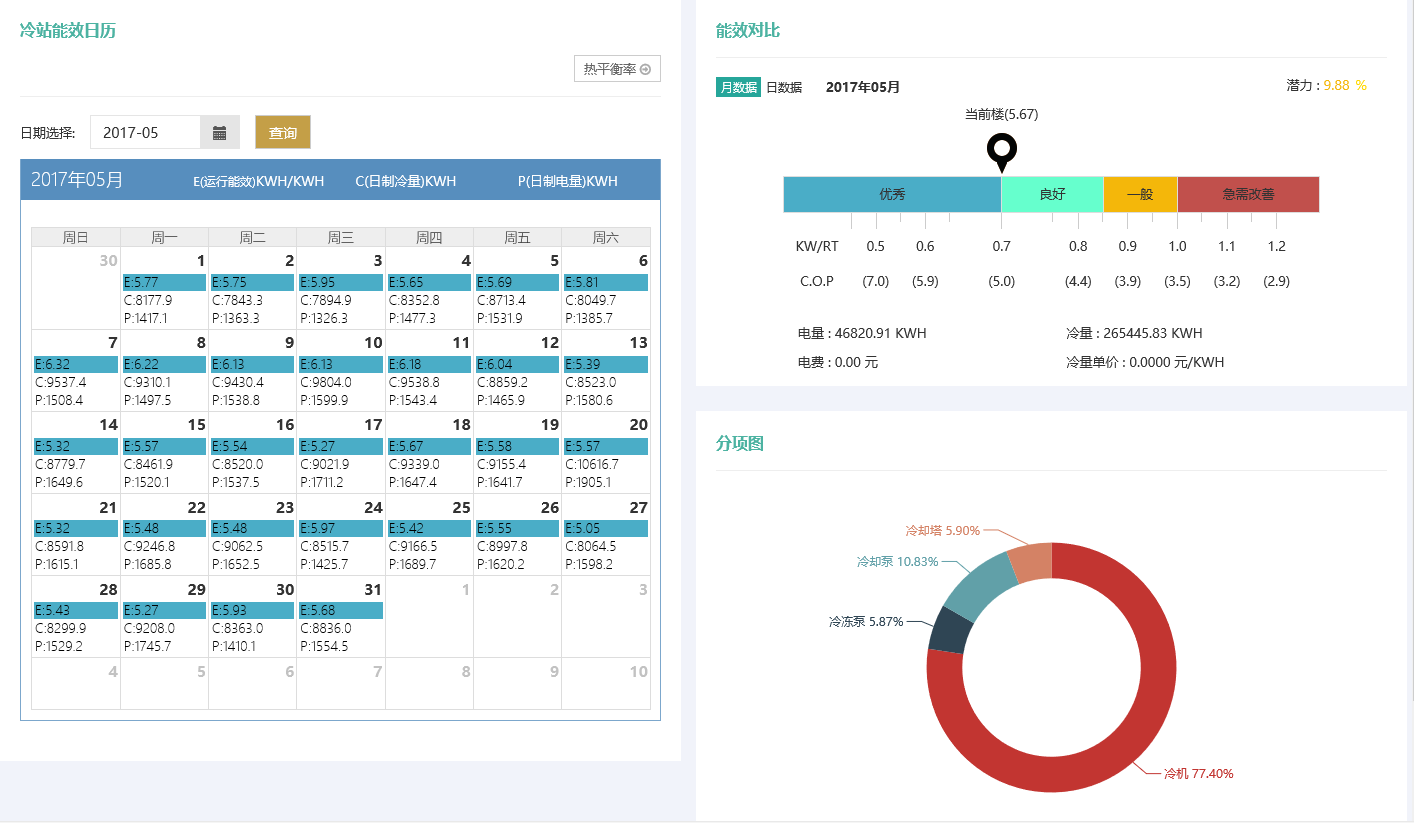 冷站能效日历
热平衡率
日期选择: 2017-05 查询
2017年05月 E(运行能效)KWH/KWH C(日制冷量)KWH P(日制电量)KWH
周日 周一 周二 周三 周四 周五 周六
30 1 2 3 4 5 6
E:5.77 E:5.75 E:5.95 E:5.65 E:5.69 E:5.81
C:8177.9 C:7843.3 C:7894.9 C:8352.8 C:8713.4 C:8049.7
P:1417.1 P:1363.3 P:1326.3 P:1477.3 P:1531.9 P:1385.7
7 8 9 10 11 12 13
E:6.32 E:6.22 E:6.13 E:6.13 E:6.18 E:6.04 E:5.39
C:9537.4 C:9310.1 C:9430.4 C:9804.0 C:9538.8 C:8859.2 C:8523.0
P:1508.4 P:1497.5 P:1538.8 P:1599.9 P:1543.4 P:1465.9 P:1580.6
14 15 16 17 18 19 20
E:5.32 E:5.57 E:5.54 E:5.27 E:5.67 E:5.58 E:5.57
C:8779.7 C:8461.9 C:8520.0 C:9021.9 C:9339.0 C:9155.4 C:10616.7
P:1649.6 P:1520.1 P:1537.5 P:1711.2 P:1647.4 P:1641.7 P:1905.1
21 22 23 24 25 26 27
E:5.32 E:5.48 E:5.48 E:5.97 E:5.42 E:5.55 E:5.05
C:8591.8 C:9246.8 C:9062.5 C:8515.7 C:9166.5 C:8997.8 C:8064.5
P:1615.1 P:1685.8 P:1652.5 P:1425.7 P:1689.7 P:1620.2 P:1598.2
28 29 30 31 1 2 3
E:5.43 E:5.27 E:5.93 E:5.68
C:8299.9 C:9208.0 C:8363.0 C:8836.0
P:1529.2 P:1745.7 P:1410.1 P:1554.5
4 5 6 7 8 9 10
能效对比
月数据 日数据 2017年05月 潜力 : 9.88 %
当前楼(5.67)
优秀 良好 一般 急需改善
KW/RT 0.5 0.6 0.7 0.8 0.9 1.0 1.1 1.2
C.O.P (7.0) (5.9) (5.0) (4.4) (3.9) (3.5) (3.2) (2.9)
电量 : 46820.91 KWH 冷量 : 265445.83 KWH
电费 : 0.00 元 冷量单价 : 0.0000 元/KWH
分项图
冷却塔 5.90%
冷却泵 10.83%
冷冻泵 5.87%
冷机 77.40%